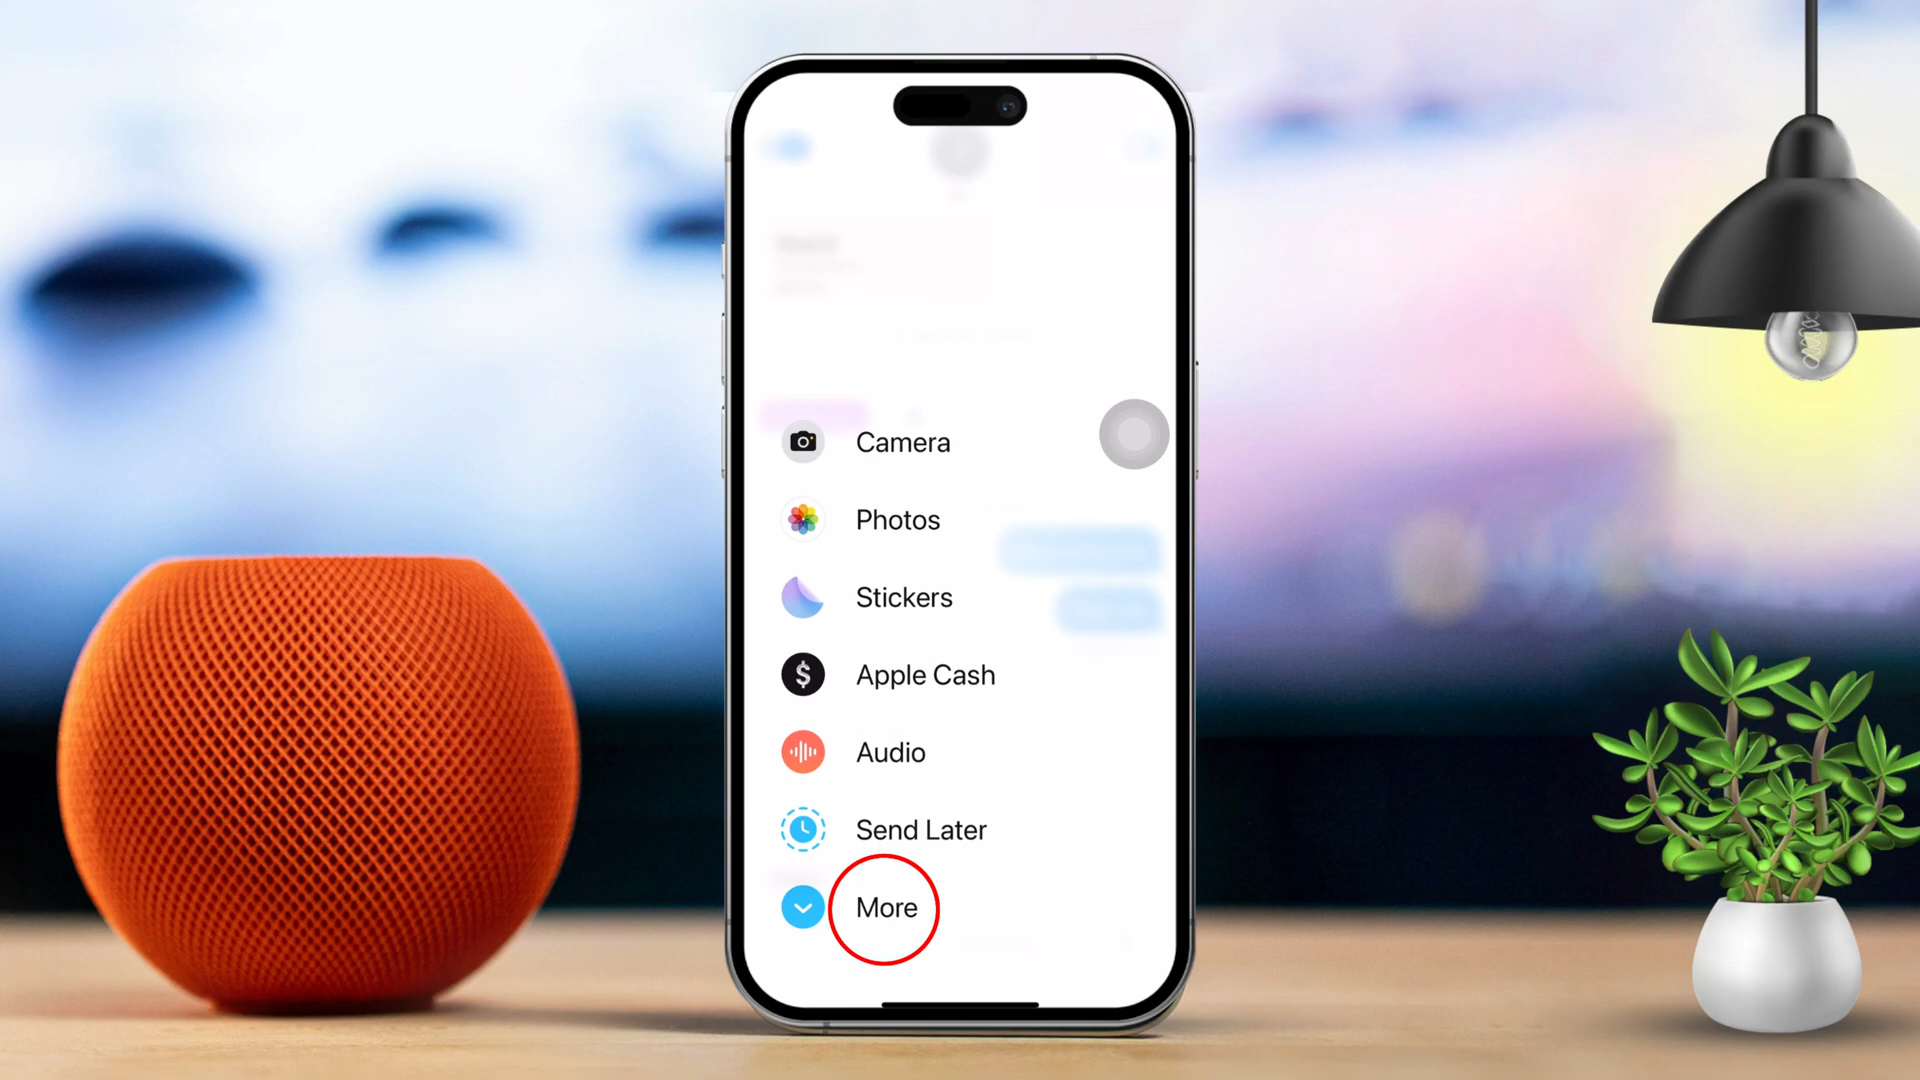 Camera
Photos
Stickers
Apple Cash
Audio
Send Later
More